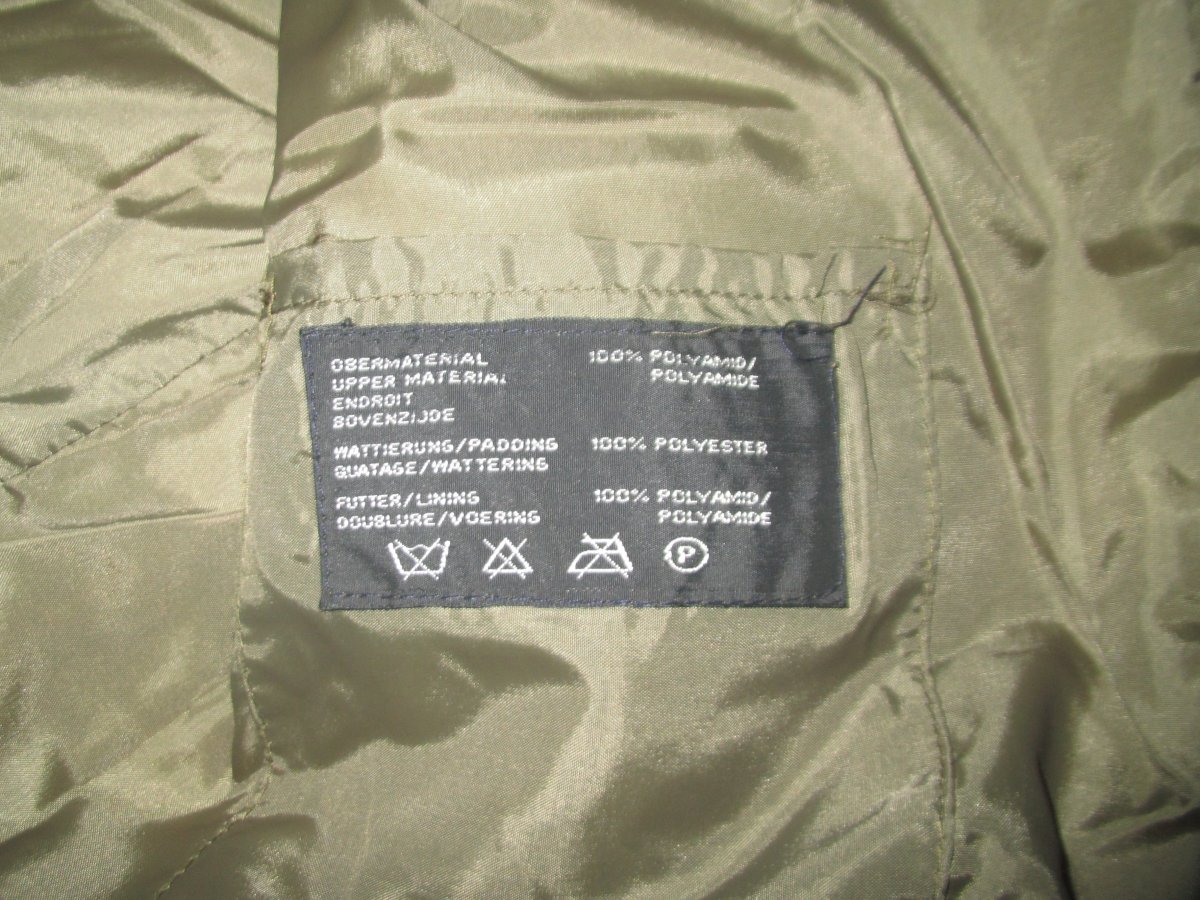 OBERMATERIAL 100% POLYAMID/
UPPER MATERIAL POLYAMIDE
ENDROIT
BOVENZIJDE
WATTIERUNG/PADDING 100% POLYESTER
OUATAGE/WATTERING
FUTTER/LINING 100% POLYAMID/
DOUBLURE/VOERING POLYAMIDE
P